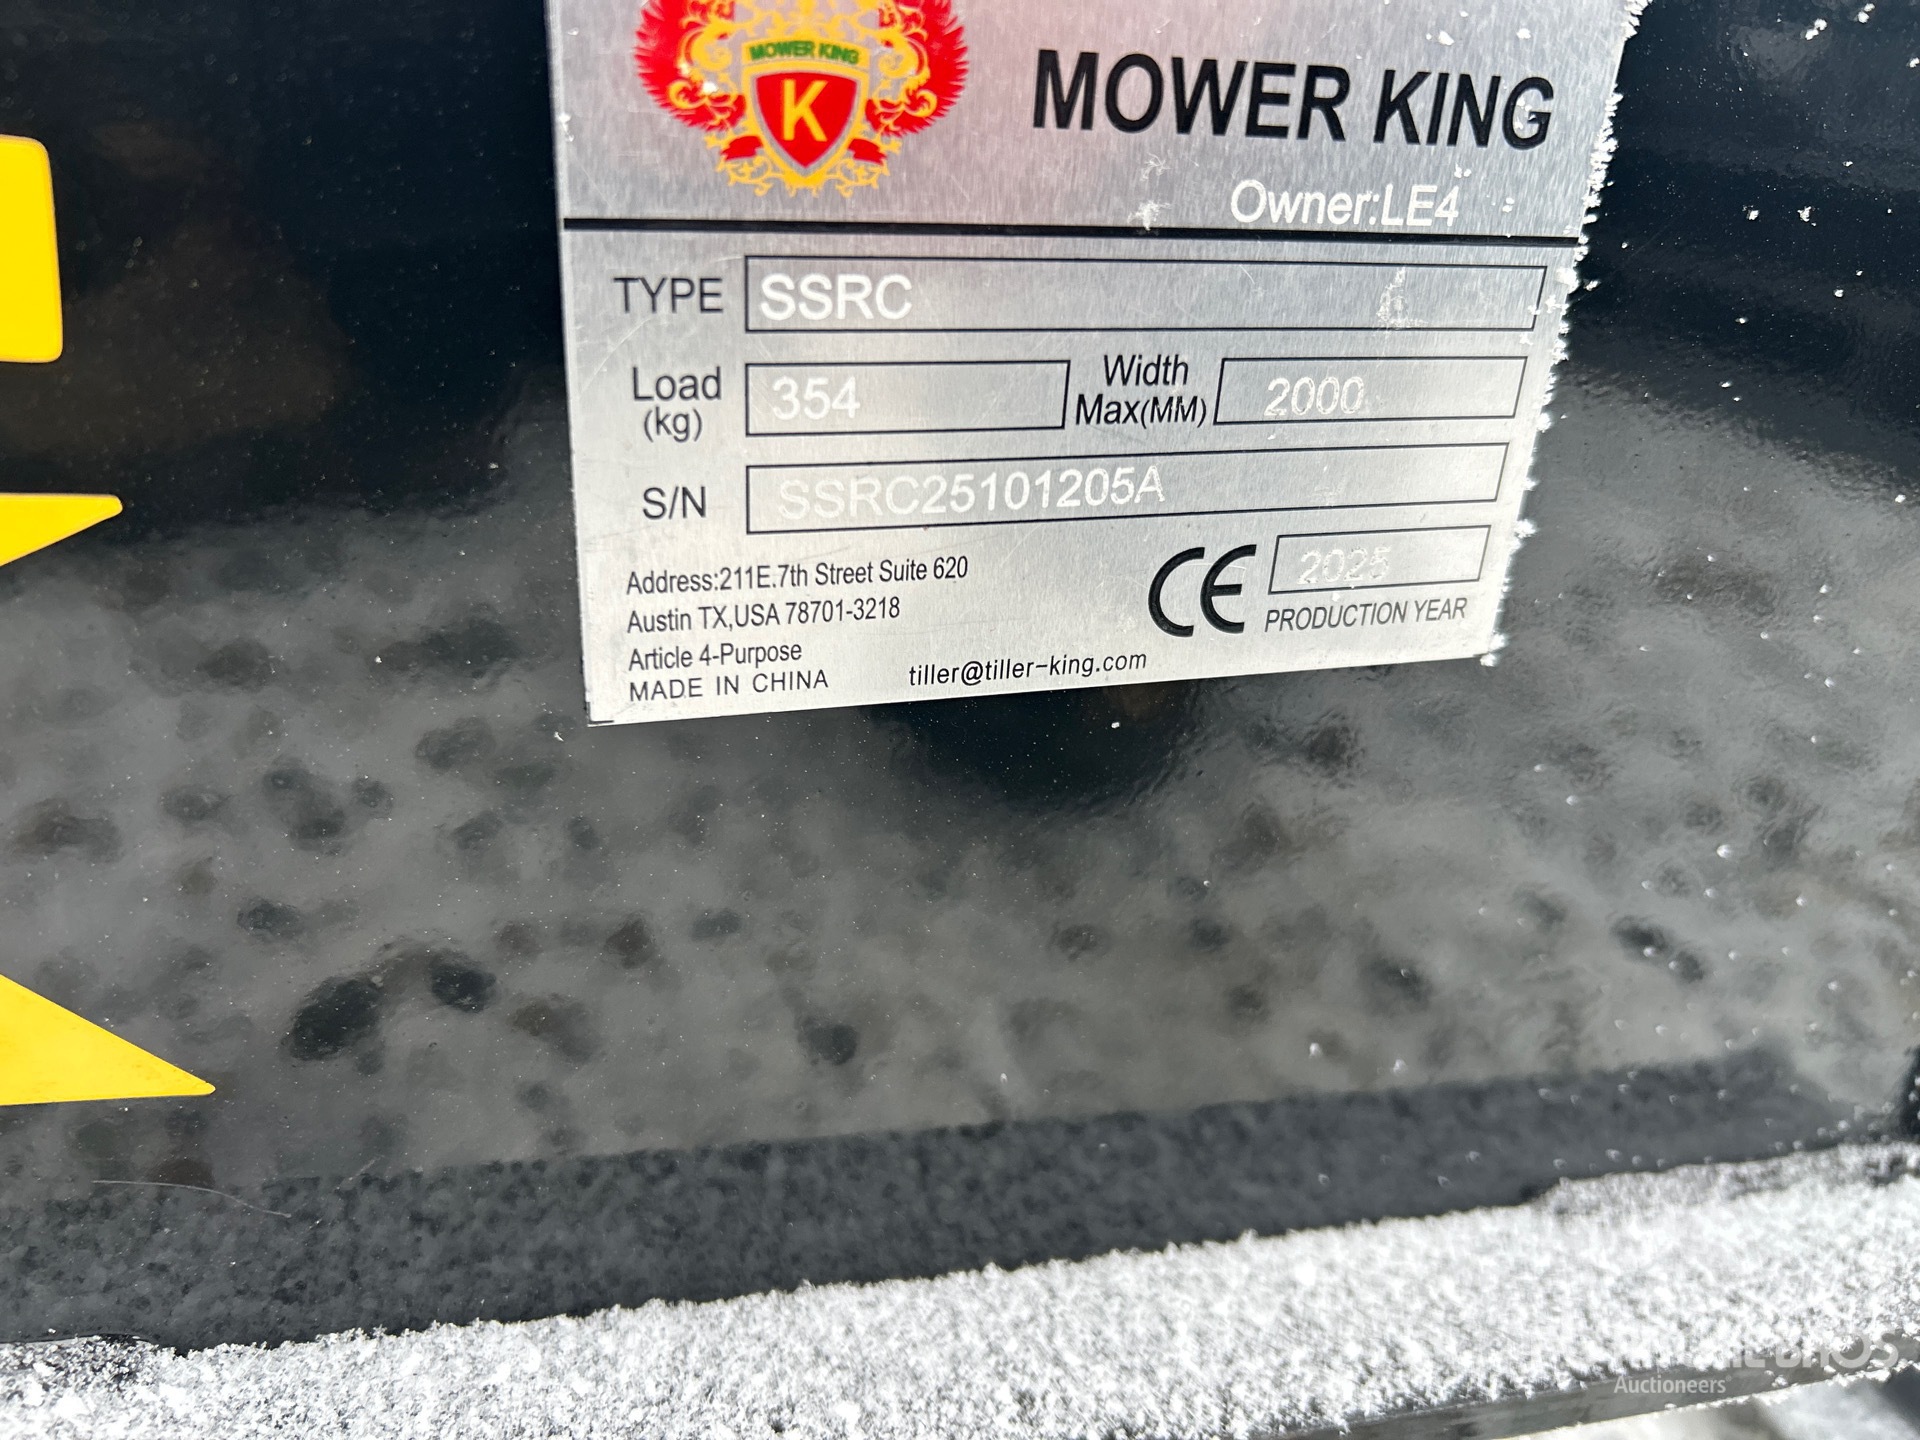 MOWER KING
K
MOWER KING
Owner:LE4
TYPE SSRC
Load (kg) 354 Width Max(MM) 2000
S/N SSRC25101205A
Address:211E.7th Street Suite 620
Austin TX,USA 78701-3218
Article 4-Purpose
MADE IN CHINA
tiller@tiller-king.com
CE 2025
PRODUCTION YEAR
Auctioneers